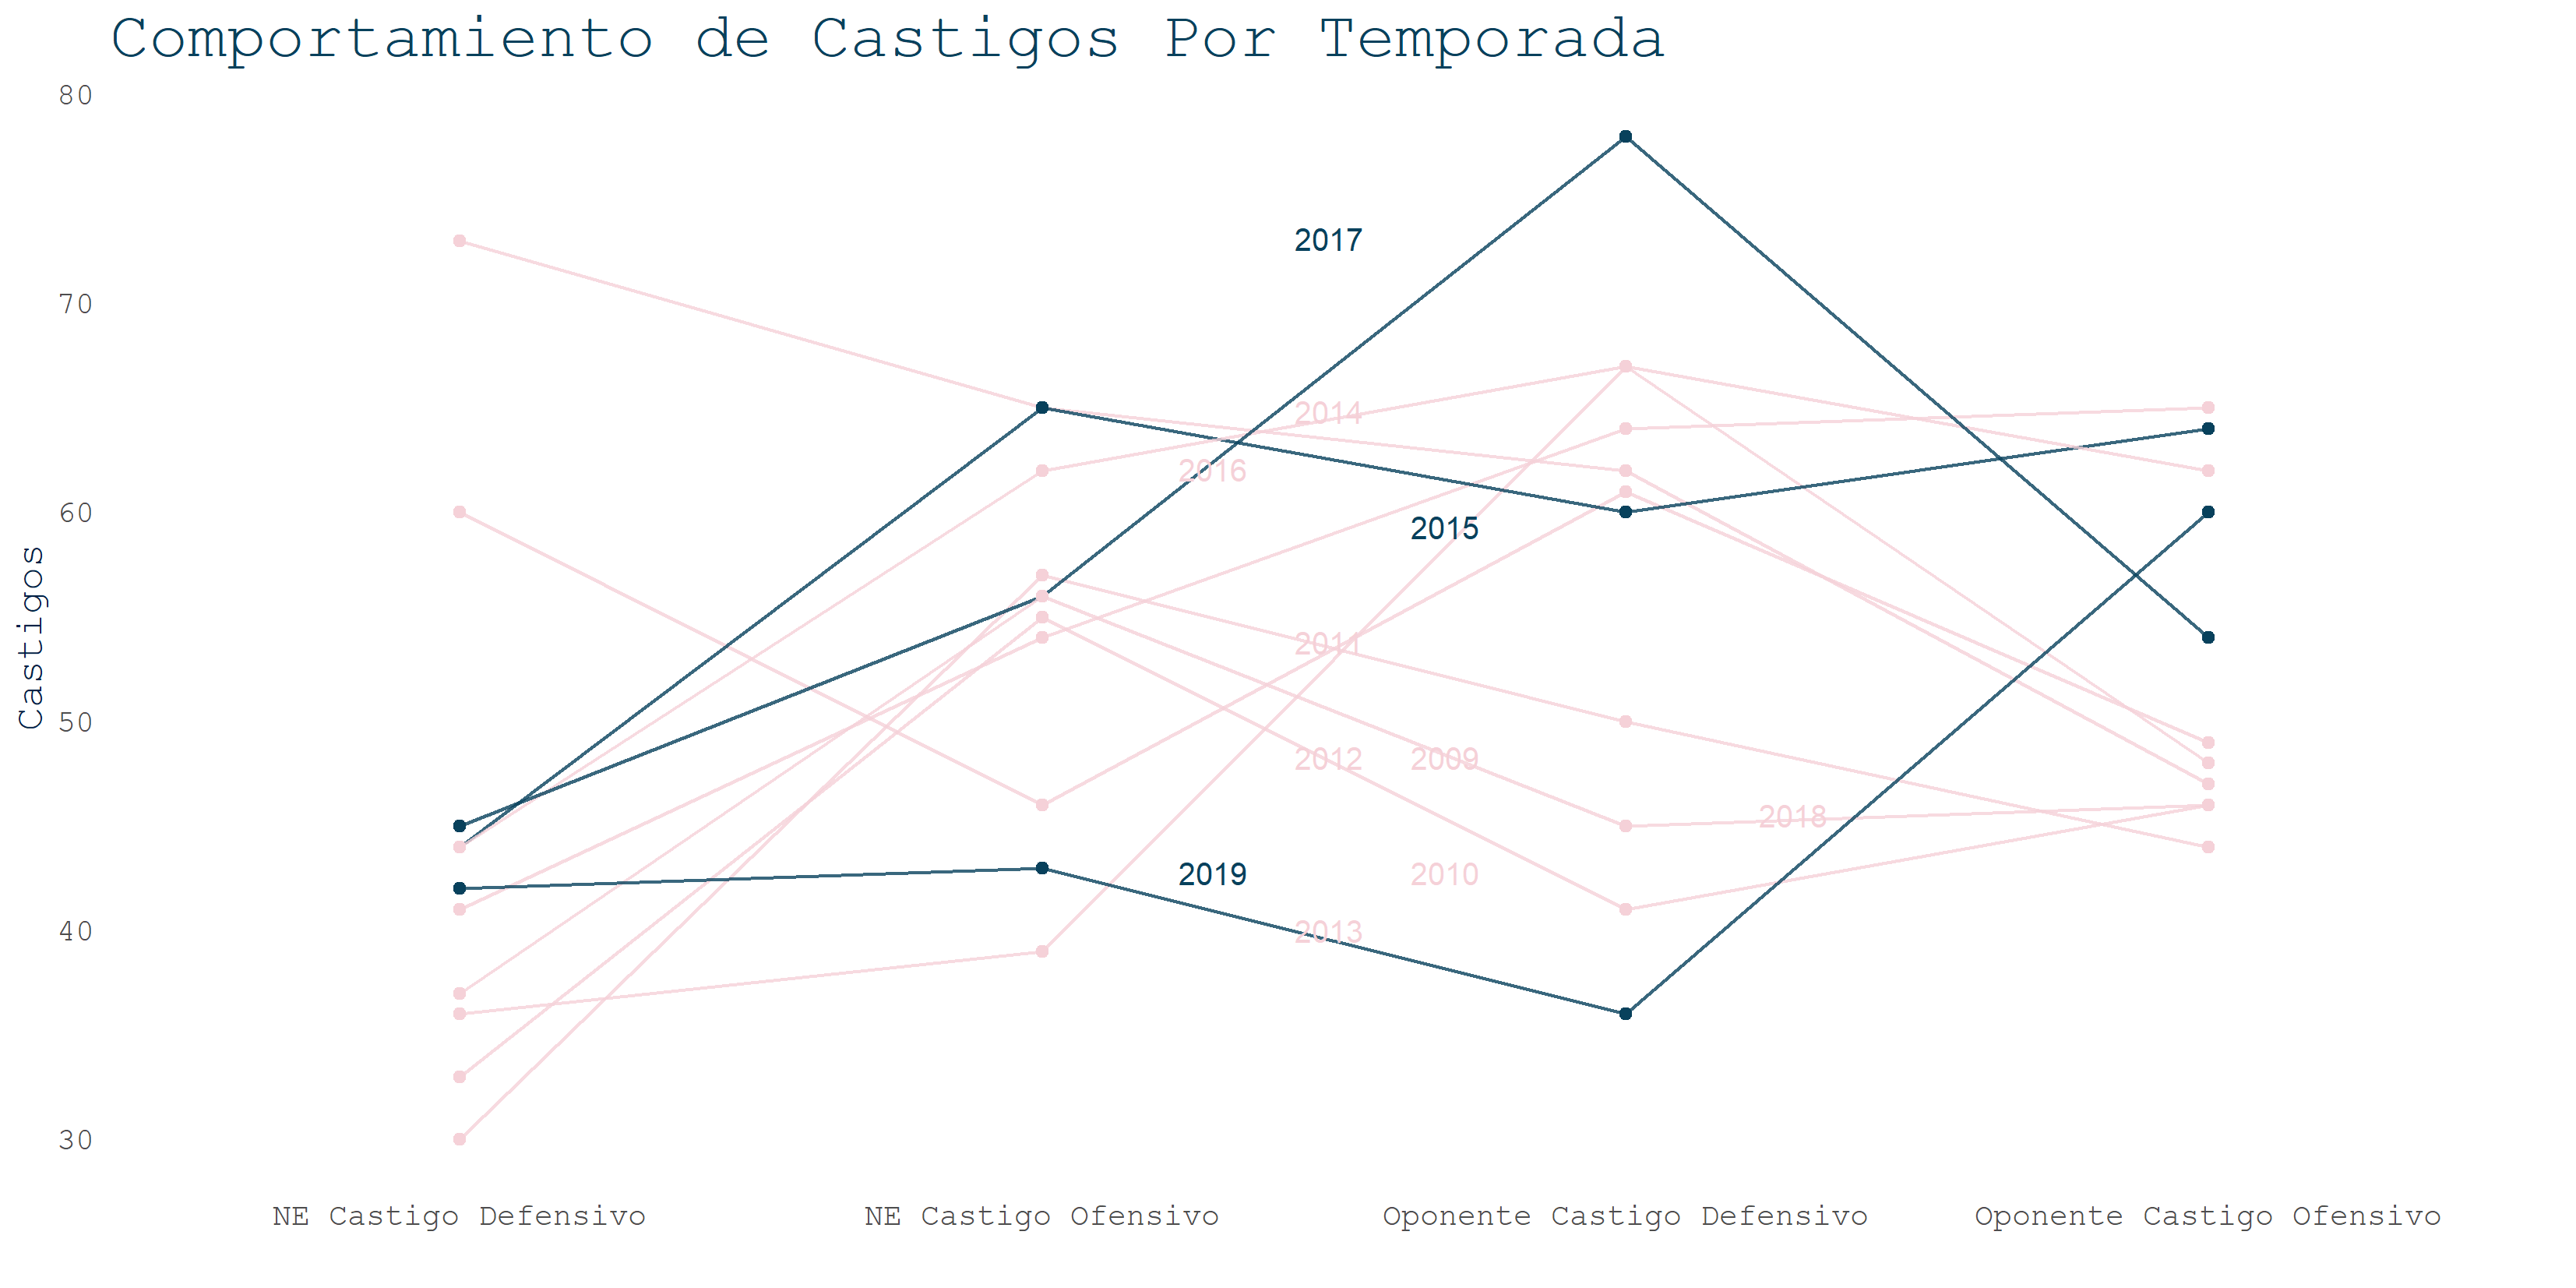 Comportamiento de Castigos Por Temporada
80
70
60
50
40
30
Castigos
2017
2014
2016
2015
2011
2012
2009
2018
2019
2010
2013
NE Castigo Defensivo
NE Castigo Ofensivo
Oponente Castigo Defensivo
Oponente Castigo Ofensivo